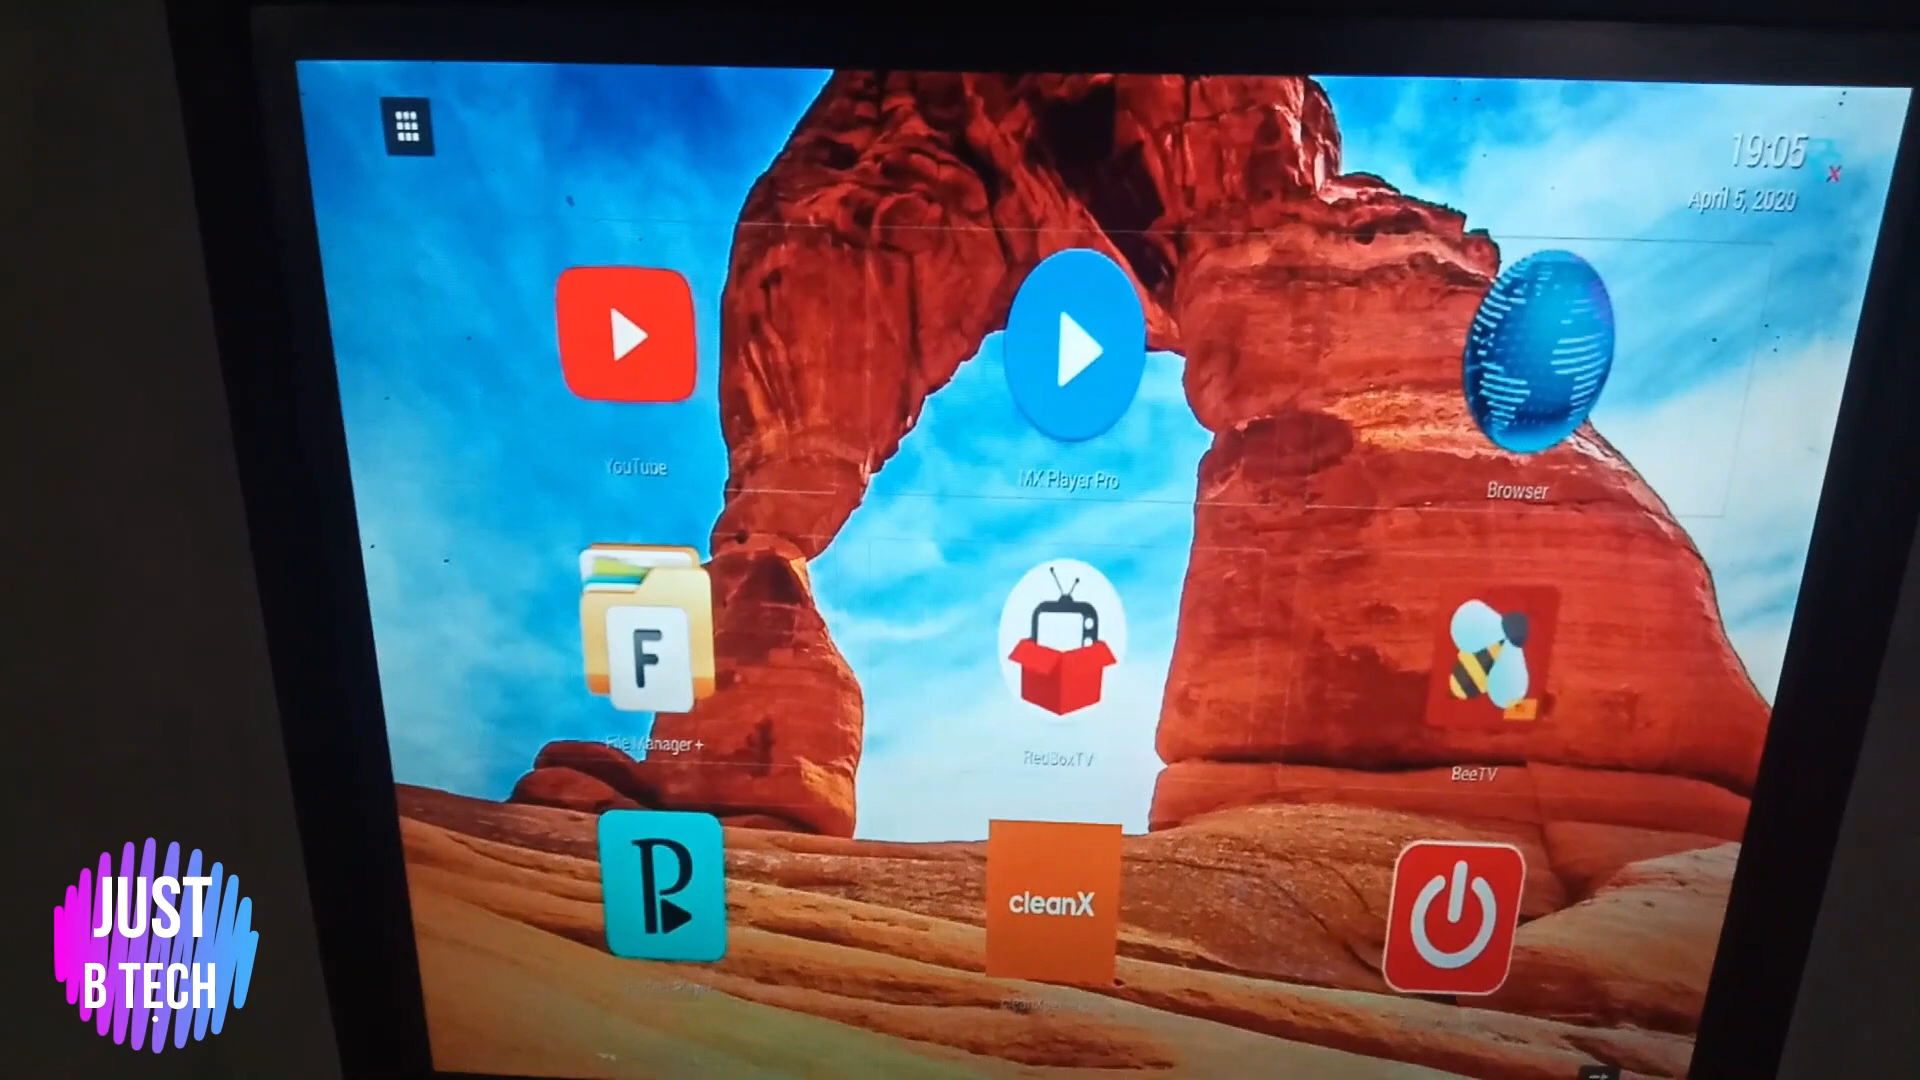 19:05
April 5, 2020
YouTube
MX Player Pro
Browser
F
File Manager+
RedBoxTV
BeeTV
cleanX
JUST
B TECH